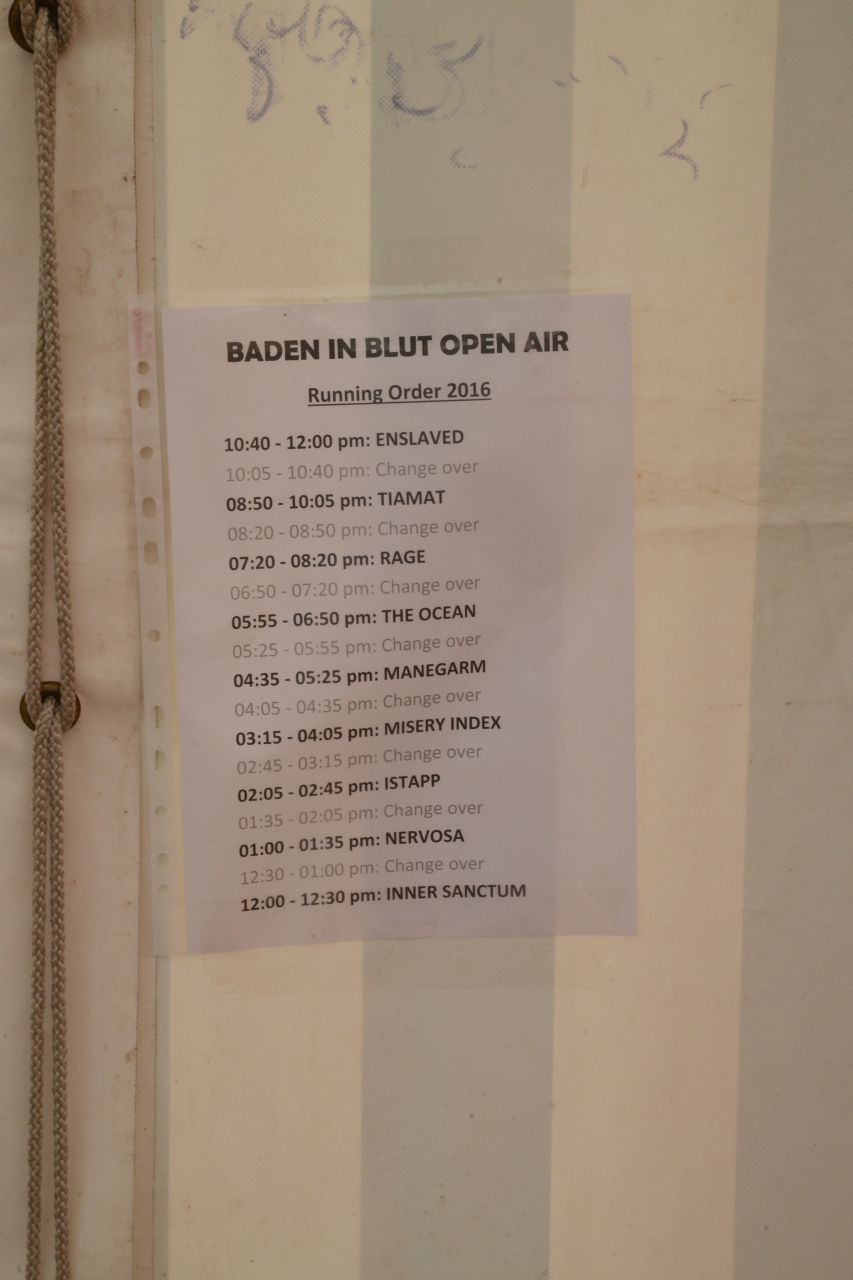 BADEN IN BLUT OPEN AIR
Running Order 2016
10:40 - 12:00 pm: ENSLAVED
10:05 - 10:40 pm: Change over
08:50 - 10:05 pm: TIAMAT
08:20 - 08:50 pm: Change over
07:20 - 08:20 pm: RAGE
06:50 - 07:20 pm: Change over
05:55 - 06:50 pm: THE OCEAN
05:25 - 05:55 pm: Change over
04:35 - 05:25 pm: MANEGARM
04:05 - 04:35 pm: Change over
03:15 - 04:05 pm: MISERY INDEX
02:45 - 03:15 pm: Change over
02:05 - 02:45 pm: ISTAPP
01:35 - 02:05 pm: Change over
01:00 - 01:35 pm: NERVOSA
12:30 - 01:00 pm: Change over
12:00 - 12:30 pm: INNER SANCTUM